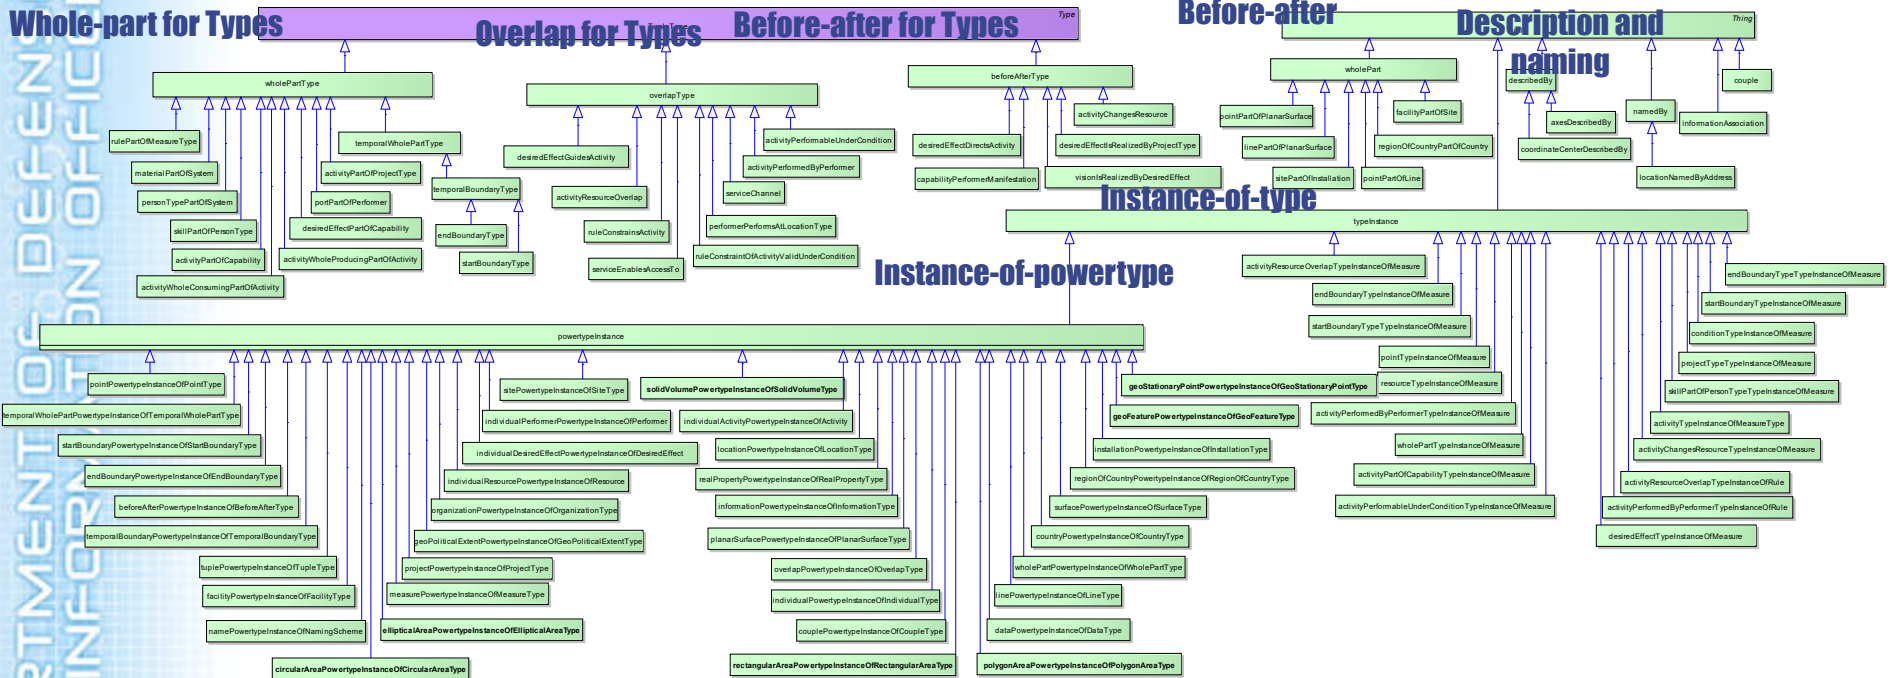 Whole-part for Types
Overlap for Types
Before-after for Types
Before-after
Description and
naming
Type
Thing
wholePartType
rulePartOfMeasureType
materialPartOfSystem
personTypePartOfSystem
skillPartOfPersonType
activityPartOfCapability
activityWholeConsumingPartOfActivity
temporalWholePartType
activityPartOfProjectType
portPartOfPerformer
desiredEffectPartOfCapability
activityWholeProducingPartOfActivity
temporalBoundaryType
endBoundaryType
startBoundaryType
overlapType
desiredEffectGuidesActivity
activityResourceOverlap
ruleConstrainsActivity
serviceEnablesAccessTo
activityPerformableUnderCondition
activityPerformedByPerformer
serviceChannel
performerPerformsAtLocationType
ruleConstraintOfActivityValidUnderCondition
beforeAfterType
activityChangesResource
desiredEffectDirectsActivity
desiredEffectIsRealizedByProjectType
capabilityPerformerManifestation
visionIsRealizedByDesiredEffect
wholePart
pointPartOfPlanarSurface
facilityPartOfSite
linePartOfPlanarSurface
regionOfCountryPartOfCountry
sitePartOfInstallation
pointPartOfLine
describedBy
axesDescribedBy
coordinateCenterDescribedBy
namedBy
locationNamedByAddress
couple
informationAssociation
Instance-of-type
typeInstance
activityResourceOverlapTypeInstanceOfMeasure
endBoundaryTypeInstanceOfMeasure
startBoundaryTypeTypeInstanceOfMeasure
pointTypeInstanceOfMeasure
resourceTypeInstanceOfMeasure
activityPerformedByPerformerTypeInstanceOfMeasure
wholePartTypeInstanceOfMeasure
activityPartOfCapabilityTypeInstanceOfMeasure
activityPerformableUnderConditionTypeInstanceOfMeasure
endBoundaryTypeTypeInstanceOfMeasure
startBoundaryTypeInstanceOfMeasure
conditionTypeInstanceOfMeasure
projectTypeTypeInstanceOfMeasure
skillPartOfPersonTypeTypeInstanceOfMeasure
activityTypeInstanceOfMeasureType
activityChangesResourceTypeInstanceOfMeasure
activityResourceOverlapTypeInstanceOfRule
activityPerformedByPerformerTypeInstanceOfRule
desiredEffectTypeInstanceOfMeasure
Instance-of-powertype
powertypeInstance
pointPowertypeInstanceOfPointType
temporalWholePartPowertypeInstanceOfTemporalWholePartType
startBoundaryPowertypeInstanceOfStartBoundaryType
endBoundaryPowertypeInstanceOfEndBoundaryType
beforeAfterPowertypeInstanceOfBeforeAfterType
temporalBoundaryPowertypeInstanceOfTemporalBoundaryType
tuplePowertypeInstanceOfTupleType
facilityPowertypeInstanceOfFacilityType
namePowertypeInstanceOfNamingScheme
circularAreaPowertypeInstanceOfCircularAreaType
sitePowertypeInstanceOfSiteType
individualPerformerPowertypeInstanceOfPerformer
individualDesiredEffectPowertypeInstanceOfDesiredEffect
individualResourcePowertypeInstanceOfResource
organizationPowertypeInstanceOfOrganizationType
geoPoliticalExtentPowertypeInstanceOfGeoPoliticalExtentType
projectPowertypeInstanceOfProjectType
measurePowertypeInstanceOfMeasureType
ellipticalAreaPowertypeInstanceOfEllipticalAreaType
solidVolumePowertypeInstanceOfSolidVolumeType
individualActivityPowertypeInstanceOfActivity
locationPowertypeInstanceOfLocationType
realPropertyPowertypeInstanceOfRealPropertyType
informationPowertypeInstanceOfInformationType
planarSurfacePowertypeInstanceOfPlanarSurfaceType
overlapPowertypeInstanceOfOverlapType
individualPowertypeInstanceOfIndividualType
couplePowertypeInstanceOfCoupleType
rectangularAreaPowertypeInstanceOfRectangularAreaType
geoStationaryPointPowertypeInstanceOfGeoStationaryPointType
geoFeaturePowertypeInstanceOfGeoFeatureType
installationPowertypeInstanceOfInstallationType
regionOfCountryPowertypeInstanceOfRegionOfCountryType
surfacePowertypeInstanceOfSurfaceType
countryPowertypeInstanceOfCountryType
wholePartPowertypeInstanceOfWholePartType
linePowertypeInstanceOfLineType
dataPowertypeInstanceOfDataType
polygonAreaPowertypeInstanceOfPolygonAreaType